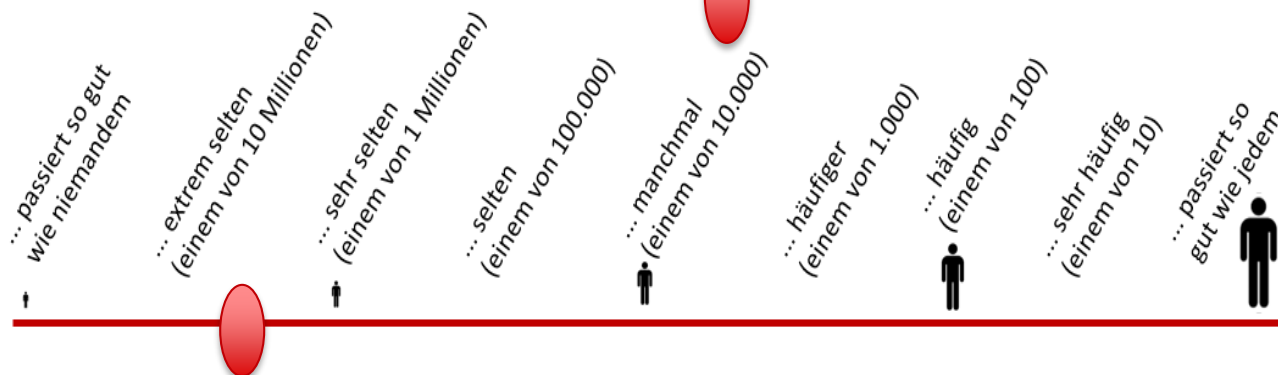 ... passiert so gut
wie niemandem
... extrem selten
(einem von 10 Millionen)
... sehr selten
(einem von 1 Millionen)
... selten
(einem von 100.000)
... manchmal
(einem von 10.000)
... häufiger
(einem von 1.000)
... häufig
(einem von 100)
... sehr häufig
(einem von 10)
... passiert so
gut wie jedem